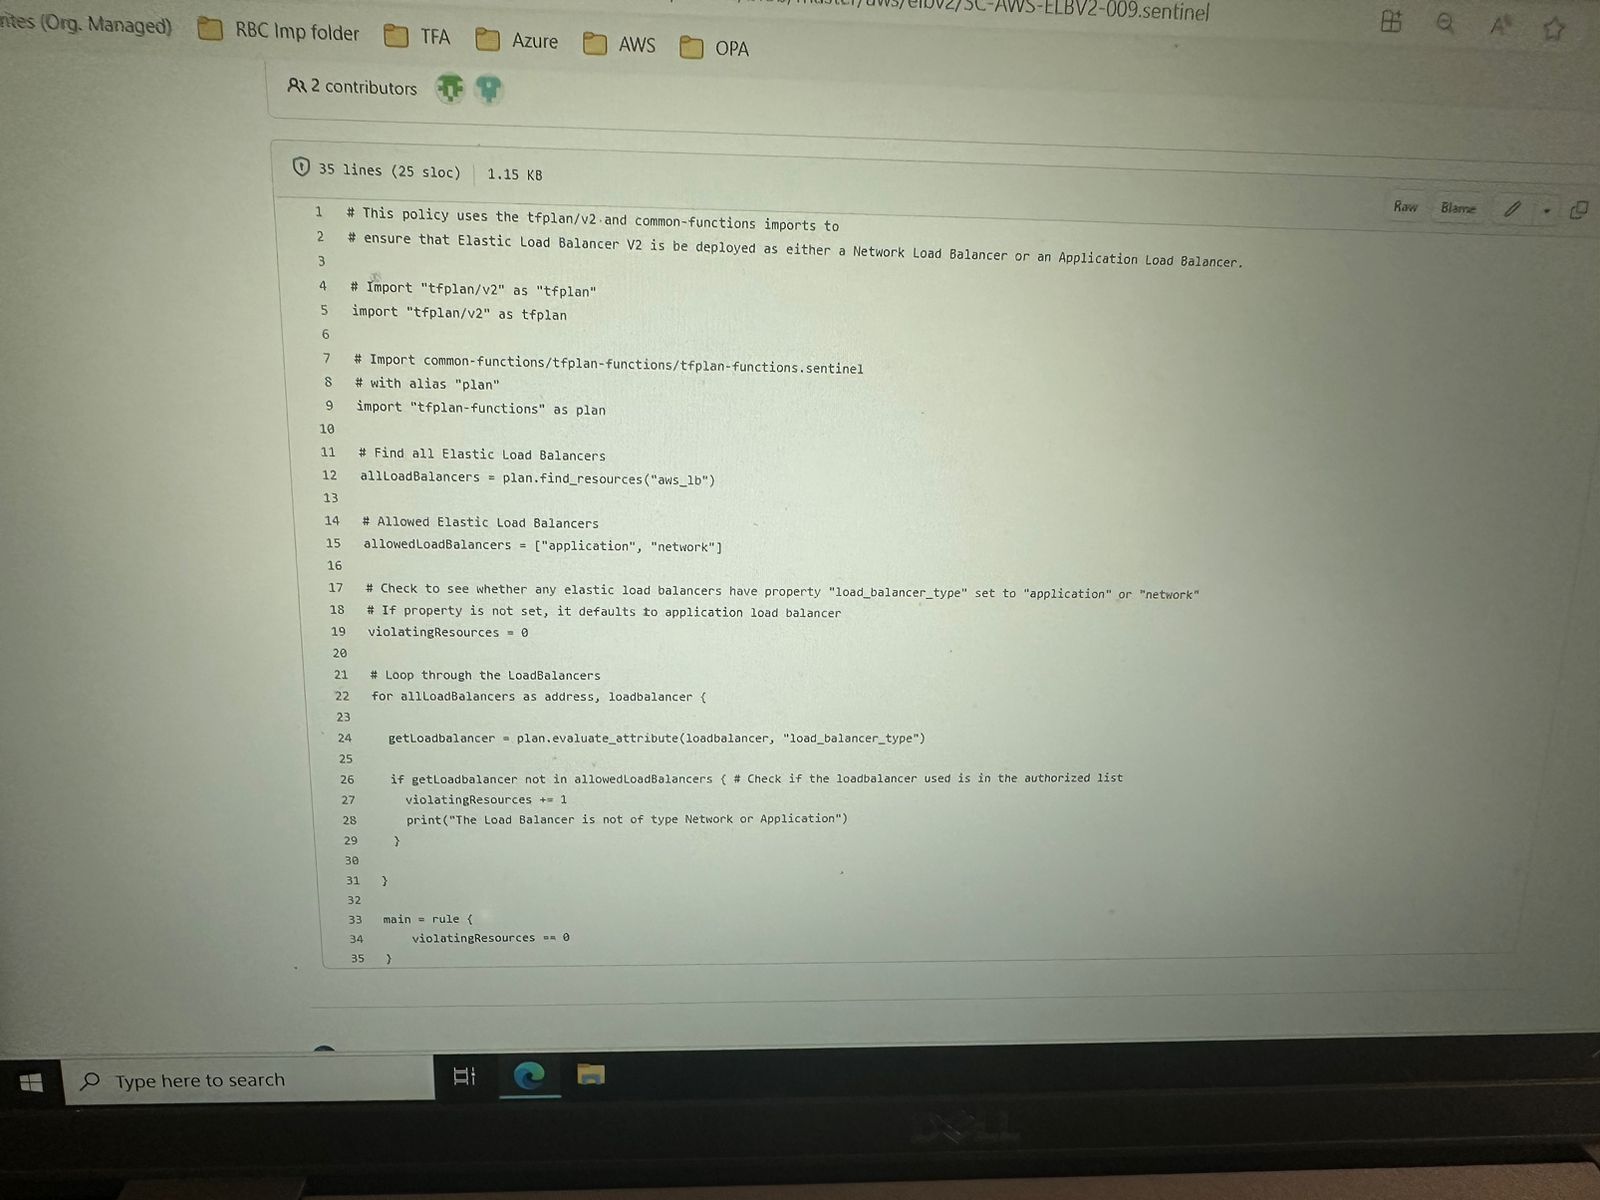 elbv2/SC-AWS-ELBV2-009.sentinel
(Org. Managed) RBC Imp folder TFA Azure AWS OPA
2 contributors
35 lines (25 sloc) 1.15 KB
Raw Blame
1 # This policy uses the tfplan/v2 and common-functions imports to
2 # ensure that Elastic Load Balancer V2 is be deployed as either a Network Load Balancer or an Application Load Balancer.
3
4 # Import "tfplan/v2" as "tfplan"
5 import "tfplan/v2" as tfplan
6
7 # Import common-functions/tfplan-functions/tfplan-functions.sentinel
8 # with alias "plan"
9 import "tfplan-functions" as plan
10
11 # Find all Elastic Load Balancers
12 allLoadBalancers = plan.find_resources("aws_lb")
13
14 # Allowed Elastic Load Balancers
15 allowedLoadBalancers = ["application", "network"]
16
17 # Check to see whether any elastic load balancers have property "load_balancer_type" set to "application" or "network"
18 # If property is not set, it defaults to application load balancer
19 violatingResources = 0
20
21 # Loop through the LoadBalancers
22 for allLoadBalancers as address, loadbalancer {
23
24 getLoadbalancer = plan.evaluate_attribute(loadbalancer, "load_balancer_type")
25
26 if getLoadbalancer not in allowedLoadBalancers { # Check if the loadbalancer used is in the authorized list
27 violatingResources += 1
28 print("The Load Balancer is not of type Network or Application")
29 }
30
31 }
32
33 main = rule {
34 violatingResources == 0
35 }
Type here to search
DELL